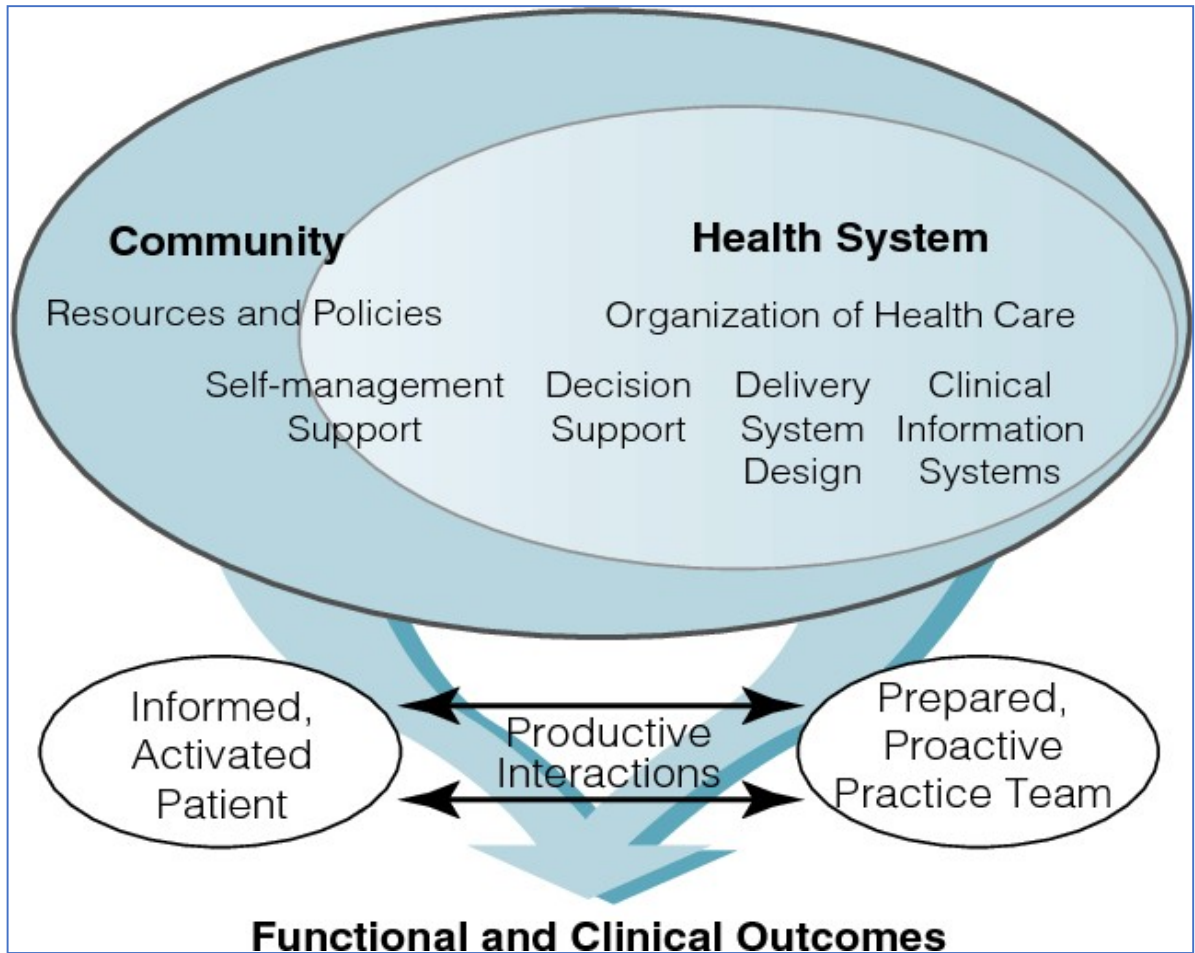 Community
Health System
Resources and Policies
Organization of Health Care
Self-management
Support
Decision
Support
Delivery
System
Design
Clinical
Information
Systems
Informed,
Activated
Patient
Productive
Interactions
Prepared,
Proactive
Practice Team
Functional and Clinical Outcomes